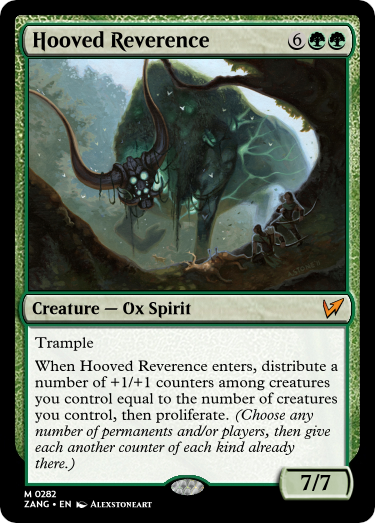 Hooved Reverence 6
Creature — Ox Spirit
Trample
When Hooved Reverence enters, distribute a
number of +1/+1 counters among creatures
you control equal to the number of creatures
you control, then proliferate. (Choose any
number of permanents and/or players, then give
each another counter of each kind already
there.)
7/7
M 0282
ZANG • EN ALEXSTONEART